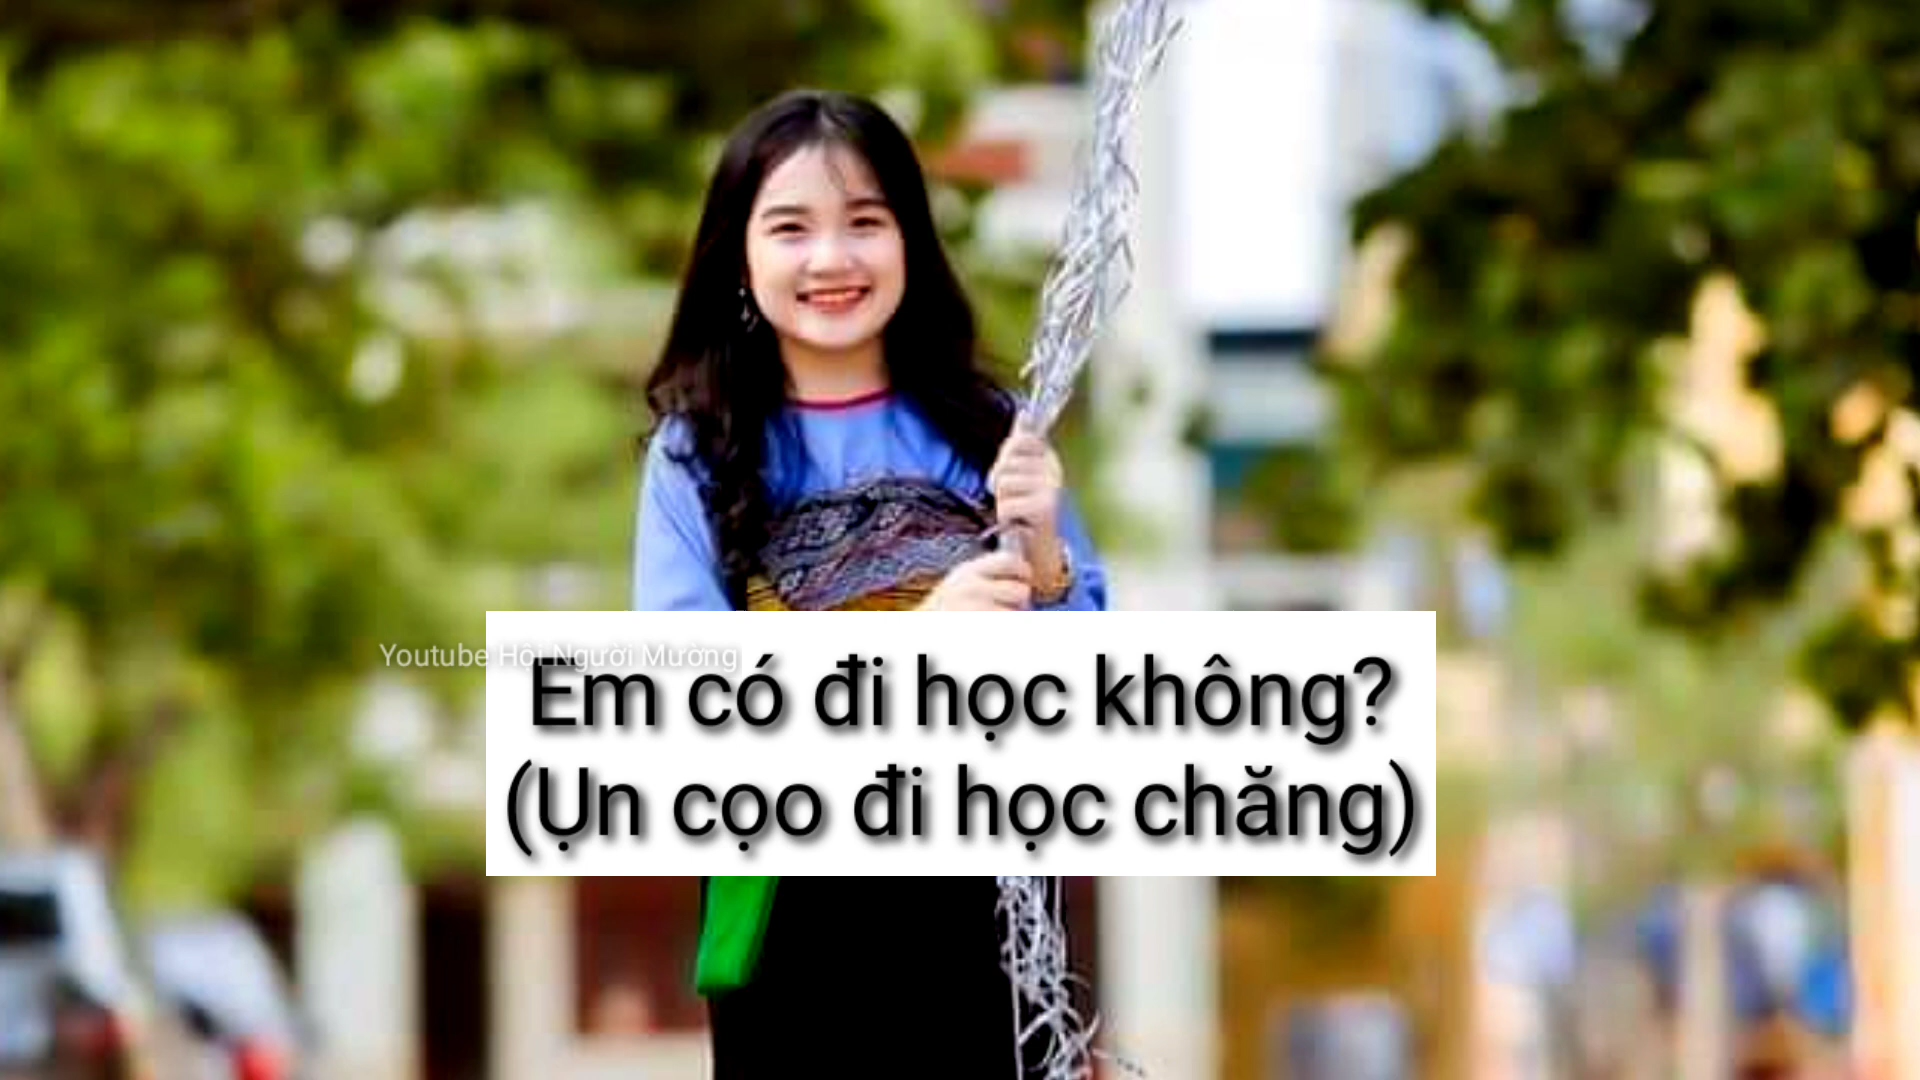 Youtube Hội Người Mường
Em có đi học không?
(Ụn cọo đi học chăng)